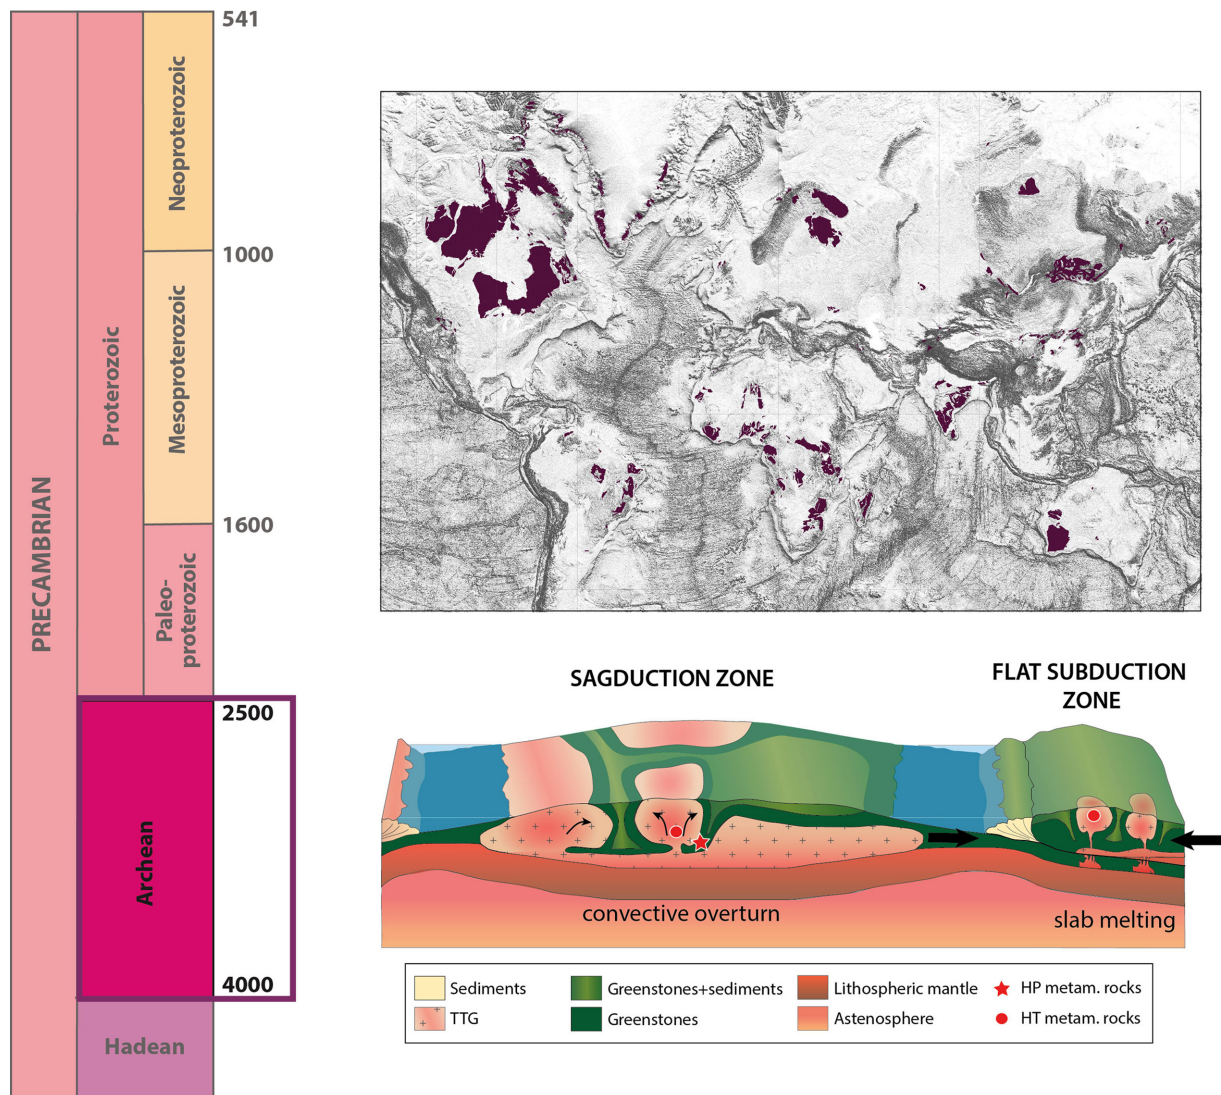 541
Neoproterozoic
1000
Mesoproterozoic
Proterozoic
PRECAMBRIAN
1600
Paleo-
proterozoic
2500
Archean
4000
Hadean
SAGDUCTION ZONE
FLAT SUBDUCTION
ZONE
convective overturn
slab melting
Sediments
Greenstones+sediments
Lithospheric mantle
HP metam. rocks
TTG
Greenstones
Astenosphere
HT metam. rocks